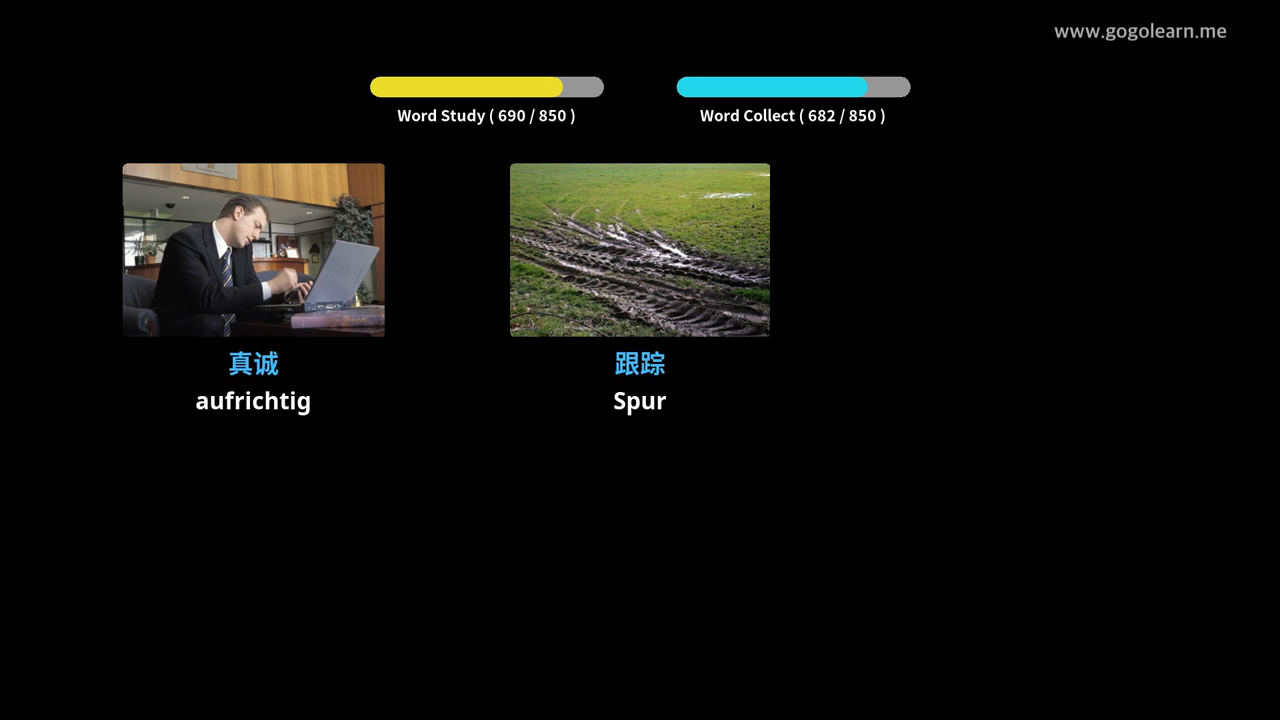 www.gogolearn.me
Word Study ( 690 / 850 )
Word Collect ( 682 / 850 )
真诚
aufrichtig
跟踪
Spur